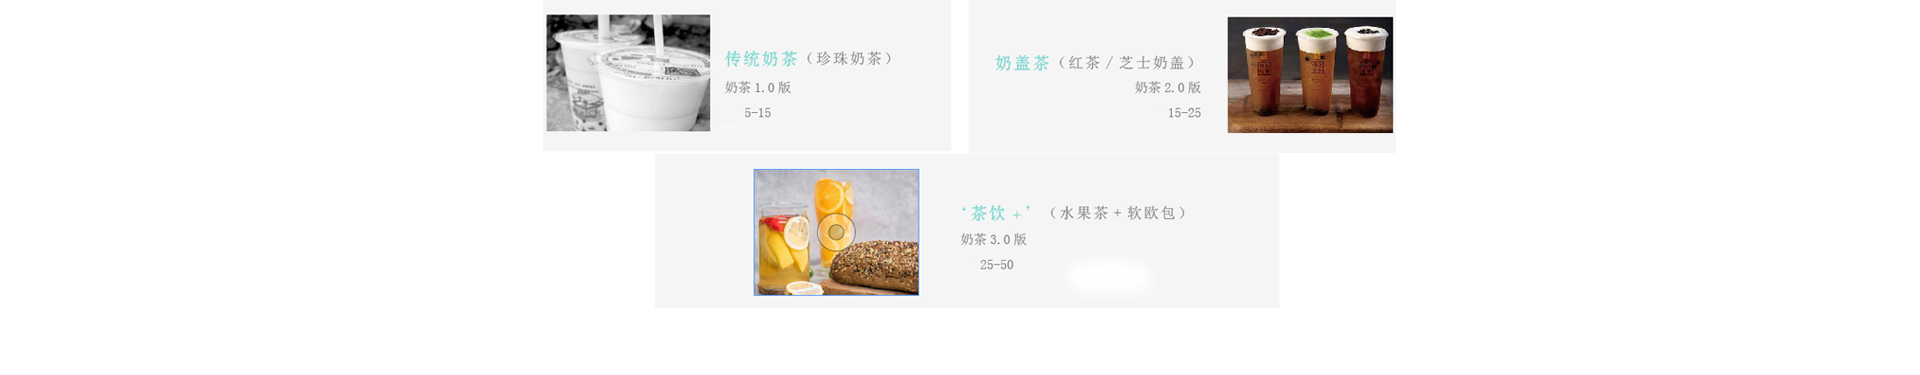 传统奶茶（珍珠奶茶）
奶茶 1.0 版
5-15
奶盖茶（红茶 / 芝士奶盖）
奶茶 2.0 版
15-25
‘茶饮 +’（水果茶 + 软欧包）
奶茶 3.0 版
25-50